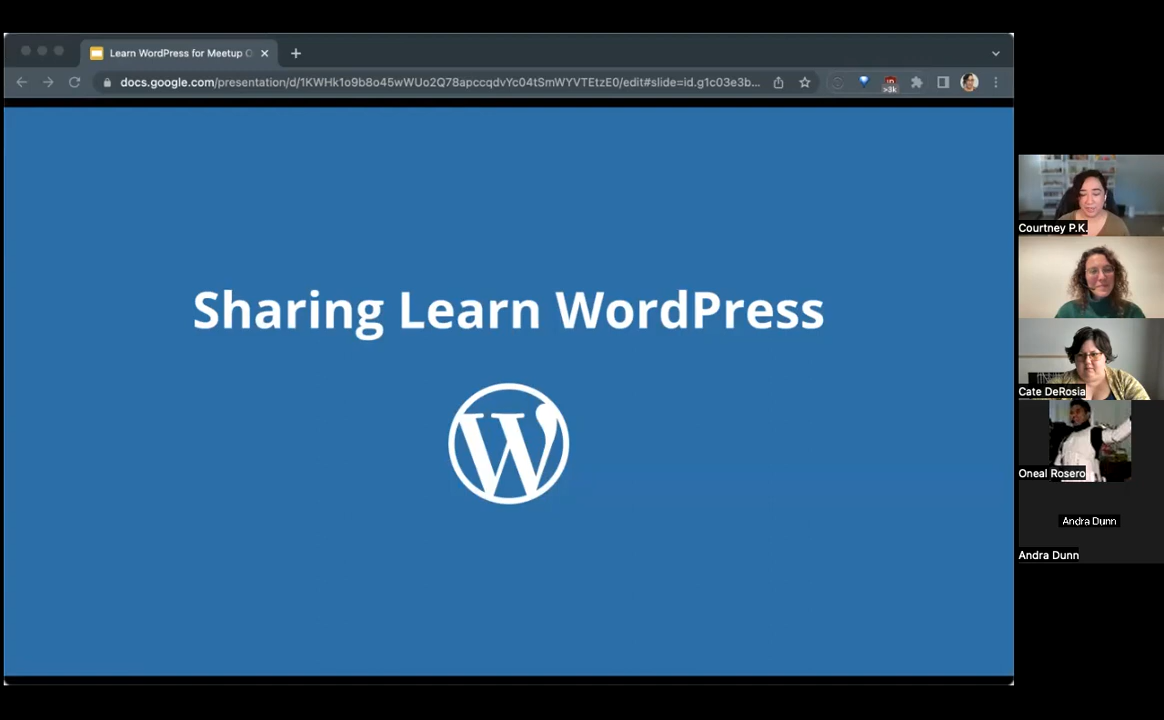 Learn WordPress for Meetup O
docs.google.com/presentation/d/1KWHk1o9b8o45wWUo2Q78apccqdvYc04tSmWYVTEtzE0/edit#slide=id.g1c03e3b...
>3k
Sharing Learn WordPress
Courtney P.K.
Cate DeRosia
Oneal Rosero
Andra Dunn
Andra Dunn